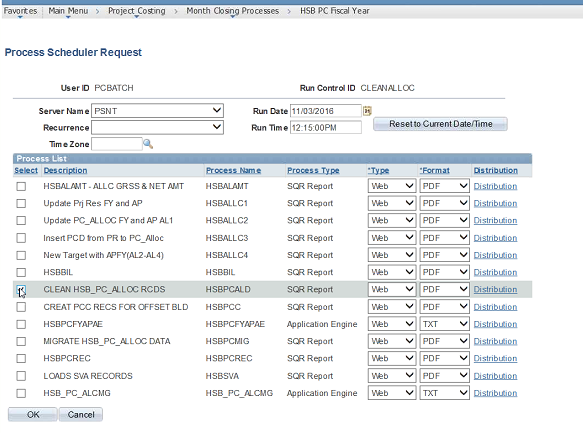 Favorites Main Menu > Project Costing > Month Closing Processes > HSB PC Fiscal Year
Process Scheduler Request
User ID PCBATCH Run Control ID CLEANALLOC
Server Name PSNT Run Date 11/03/2016
Recurrence Run Time 12:15:00PM Reset to Current Date/Time
Time Zone
Process List
Select Description Process Name Process Type *Type *Format Distribution
HSBALAMT - ALLC GRSS & NET AMT HSBALAMT SQR Report Web PDF Distribution
Update Prj Res FY and AP HSBALLC1 SQR Report Web PDF Distribution
Update PC_ALLOC FY and AP AL1 HSBALLC2 SQR Report Web PDF Distribution
Insert PCD from PR to PC_Alloc HSBALLC3 SQR Report Web PDF Distribution
New Target with APFY(AL2-AL4) HSBALLC4 SQR Report Web PDF Distribution
HSBBIL HSBBIL SQR Report Web PDF Distribution
CLEAN HSB_PC_ALLOC RCDS HSBPCALD SQR Report Web PDF Distribution
CREAT PCC RECS FOR OFFSET BLD HSBPCC SQR Report Web PDF Distribution
HSBPCFYAPAE HSBPCFYAPAE Application Engine Web TXT Distribution
MIGRATE HSB_PC_ALLOC DATA HSBPCMIG SQR Report Web PDF Distribution
HSBPCREC HSBPCREC SQR Report Web PDF Distribution
LOADS SVA RECORDS HSBSVA SQR Report Web PDF Distribution
HSB_PC_ALCMG HSB_PC_ALCMG Application Engine Web TXT Distribution
OK Cancel